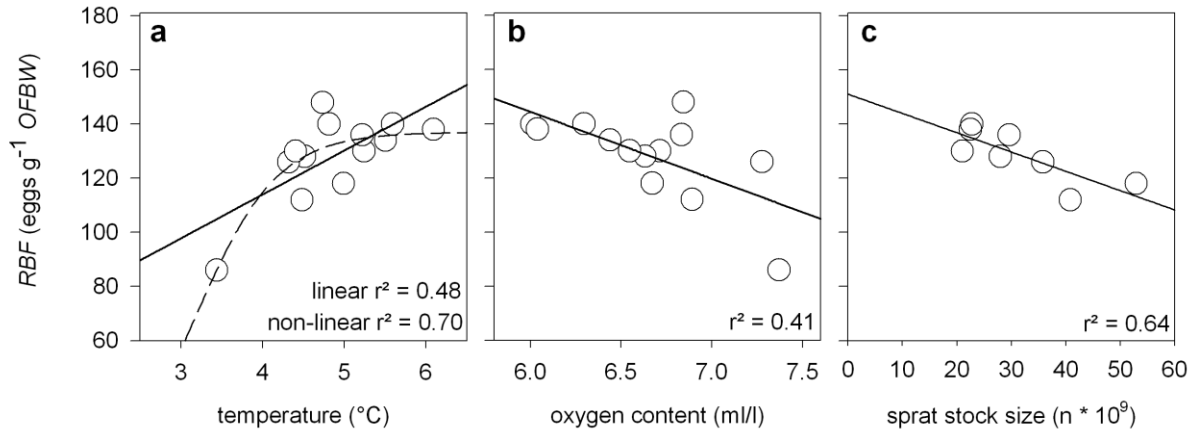 a
b
c
180
160
140
120
100
80
60
RBF (eggs g⁻¹ OFBW)
linear r² = 0.48
non-linear r² = 0.70
r² = 0.41
r² = 0.64
3 4 5 6
6.0 6.5 7.0 7.5
0 10 20 30 40 50 60
temperature (°C)
oxygen content (ml/l)
sprat stock size (n * 10⁹)